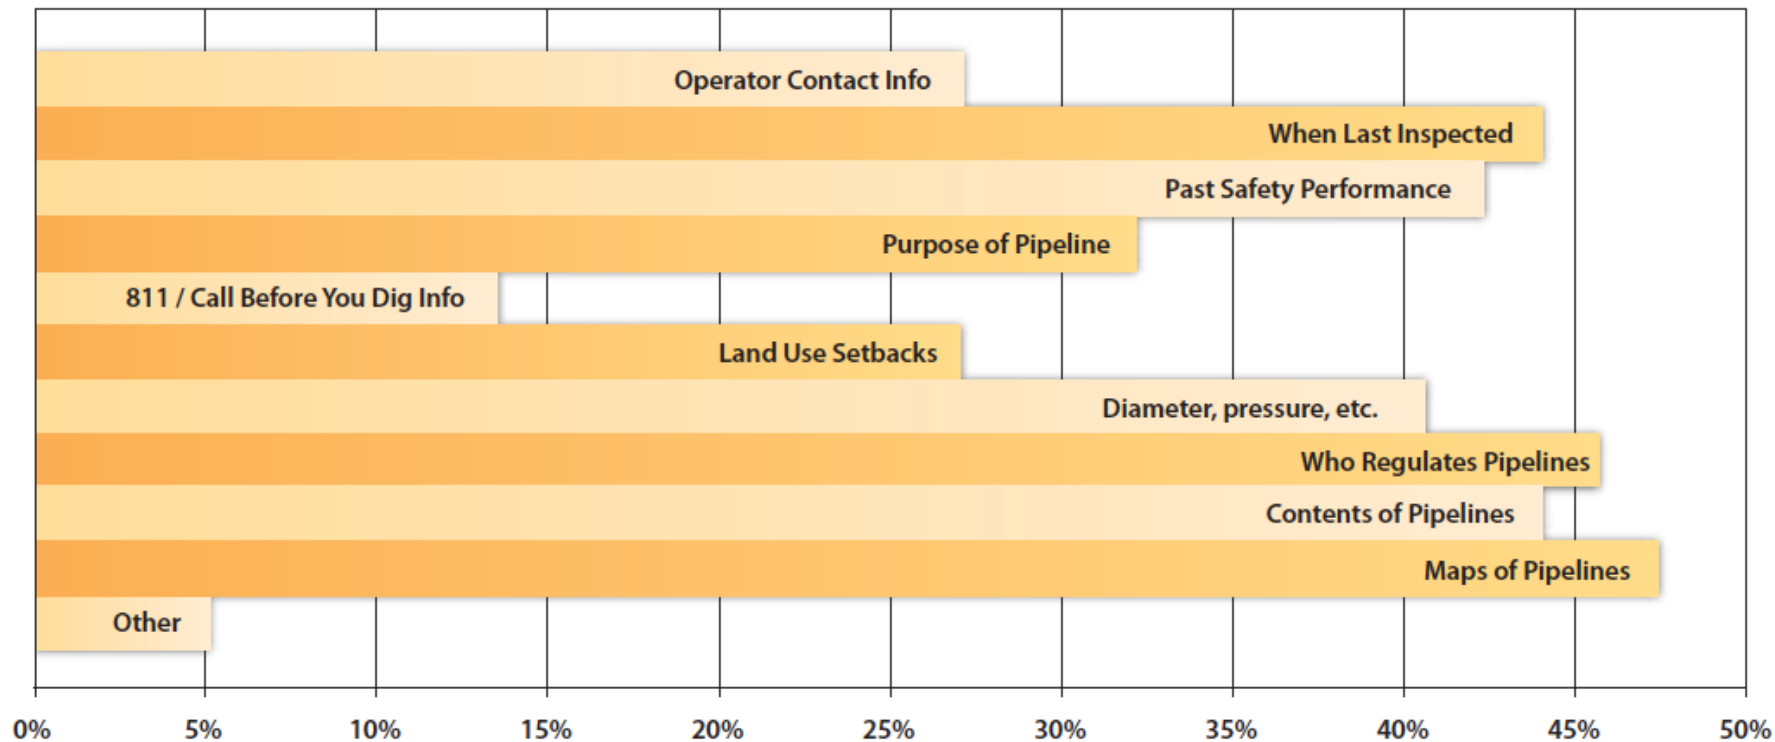 Operator Contact Info
When Last Inspected
Past Safety Performance
Purpose of Pipeline
811 / Call Before You Dig Info
Land Use Setbacks
Diameter, pressure, etc.
Who Regulates Pipelines
Contents of Pipelines
Maps of Pipelines
Other
0% 5% 10% 15% 20% 25% 30% 35% 40% 45% 50%